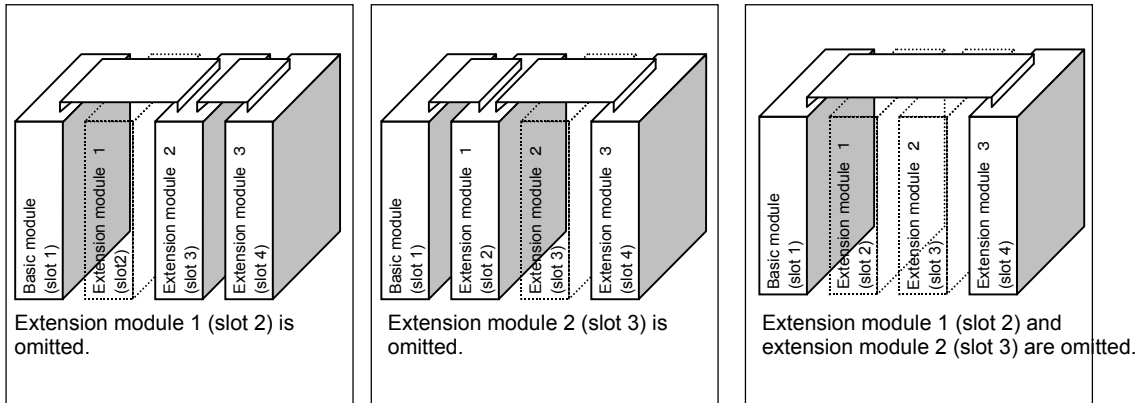 Basic module
(slot 1)
Extension module 1
(slot2)
Extension module 2
(slot 3)
Extension module 3
(slot 4)
Extension module 1 (slot 2) is
omitted.
Basic module
(slot 1)
Extension module 1
(slot 2)
Extension module 2
(slot 3)
Extension module 3
(slot 4)
Extension module 2 (slot 3) is
omitted.
Basic module
(slot 1)
Extension module 1
(slot 2)
Extension module 2
(slot 3)
Extension module 3
(slot 4)
Extension module 1 (slot 2) and
extension module 2 (slot 3) are omitted.